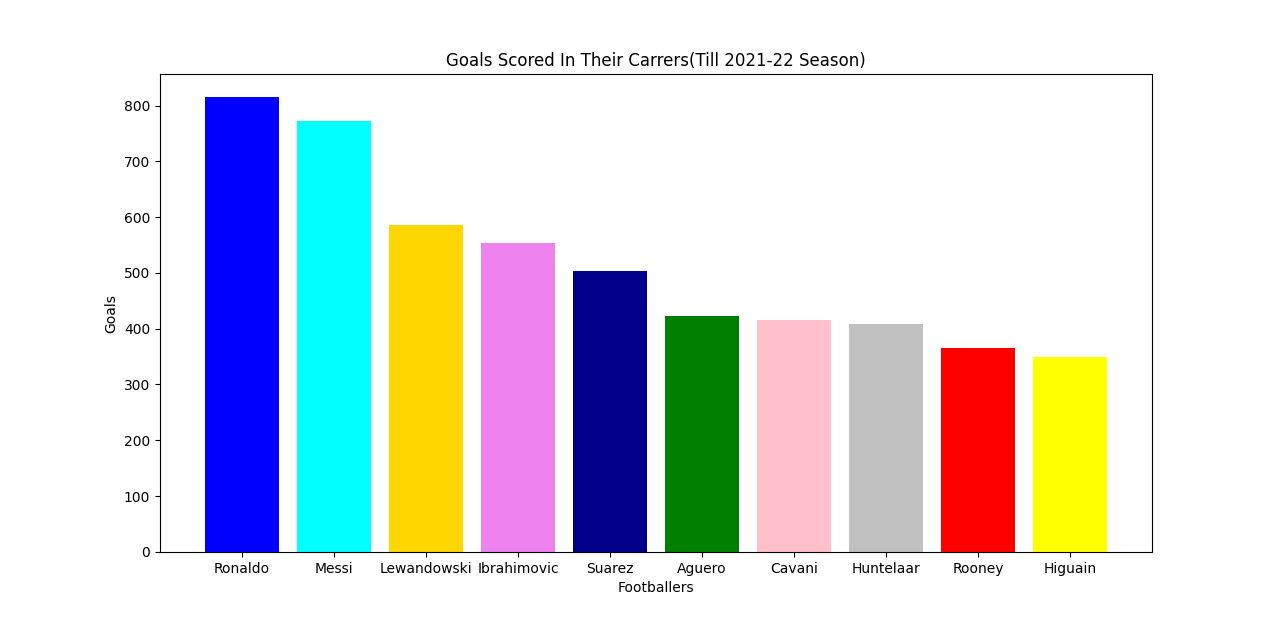 Goals Scored In Their Carrers(Till 2021-22 Season)
800
700
600
500
400
300
200
100
0
Goals
Ronaldo Messi Lewandowski Ibrahimovic Suarez Aguero Cavani Huntelaar Rooney Higuain
Footballers